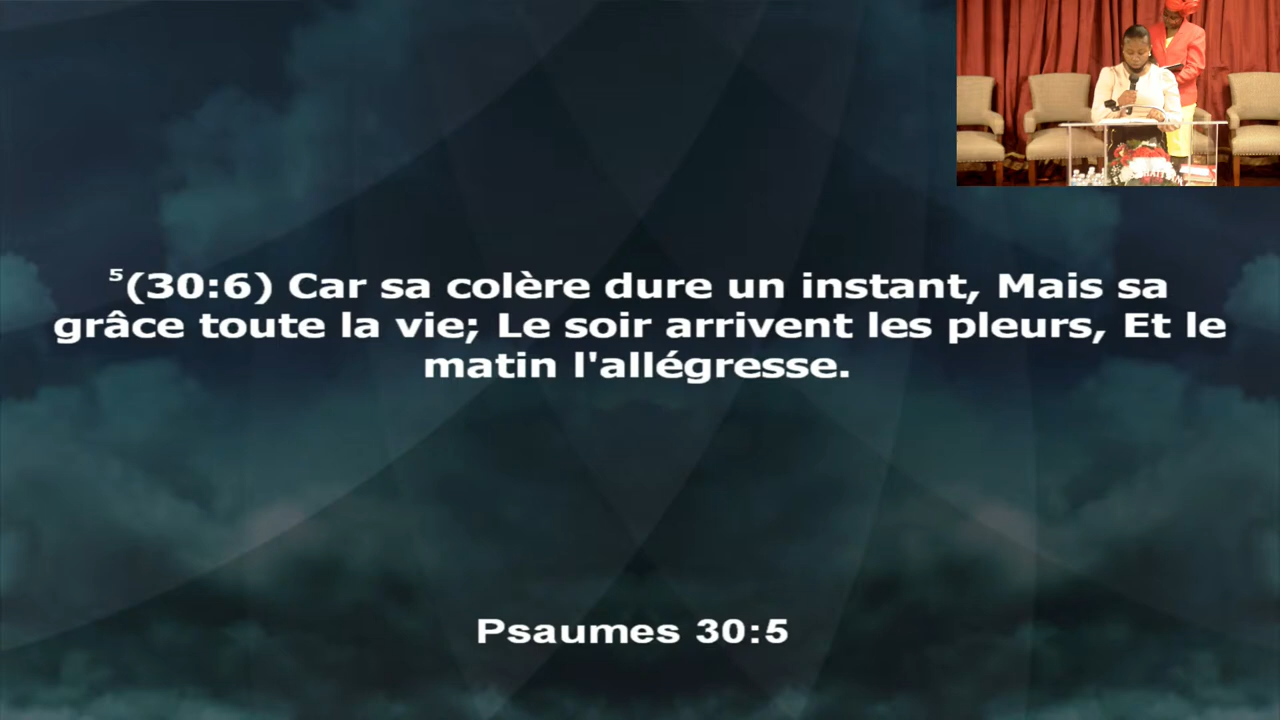 ⁵(30:6) Car sa colère dure un instant, Mais sa
grâce toute la vie; Le soir arrivent les pleurs, Et le
matin l'allégresse.
Psaumes 30:5